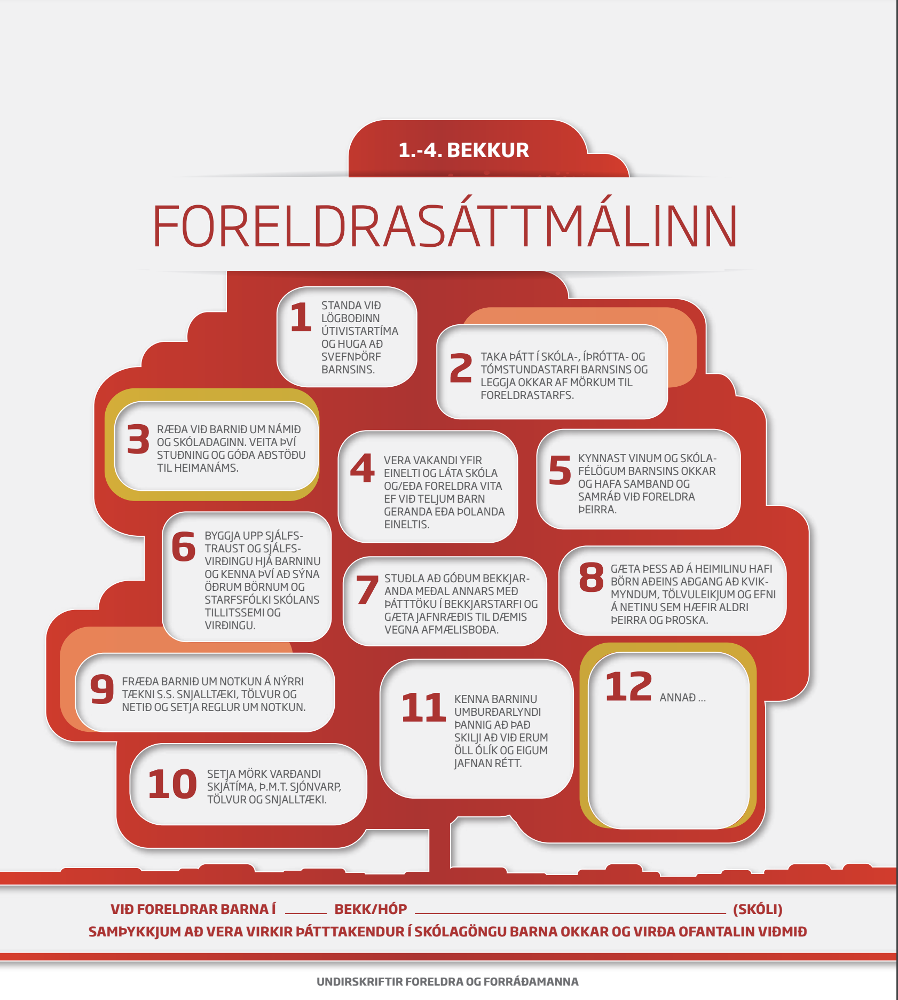 1.-4. BEKKUR
FORELDRASÁTTMÁLINN
1
STANDA VIÐ
LÖGBOÐINN
ÚTIVISTARTÍMA
OG HUGA AÐ
SVEFNÞÖRF
BARNSINS.
2
TAKA ÞÁTT Í SKÓLA-, ÍÞRÓTTA- OG
TÓMSTUNDASTARFI BARNSINS OG
LEGGJA OKKAR AF MÖRKUM TIL
FORELDRASTARFS.
3
RÆÐA VIÐ BARNIÐ UM NÁMIÐ
OG SKÓLADAGINN. VEITA ÞVÍ
STUÐNING OG GÓÐA AÐSTÖÐU
TIL HEIMANÁMS.
4
VERA VAKANDI YFIR
EINELTI OG LÁTA SKÓLA
OG/EÐA FORELDRA VITA
EF VIÐ TELJUM BARN
GERANDA EÐA ÞOLANDA
EINELTIS.
5
KYNNAST VINUM OG SKÓLA-
FÉLÖGUM BARNSINS OKKAR
OG HAFA SAMBAND OG
SAMRÁÐ VIÐ FORELDRA
ÞEIRRA.
6
BYGGJA UPP SJÁLFS-
TRAUST OG SJÁLFS-
VIRÐINGU HJÁ BARNINU
OG KENNA ÞVÍ AÐ SÝNA
ÖÐRUM BÖRNUM OG
STARFSFÓLKI SKÓLANS
TILLITSSEMI OG
VIRÐINGU.
7
STUÐLA AÐ GÓÐUM BEKKJAR-
ANDA MEÐAL ANNARS MEÐ
ÞÁTTTÖKU Í BEKKJARSTARFI OG
GÆTA JAFNRÆÐIS TIL DÆMIS
VEGNA AFMÆLISBOÐA.
8
GÆTA ÞESS AÐ Á HEIMILINU HAFI
BÖRN AÐEINS AÐGANG AÐ KVIK-
MYNDUM, TÖLVULEIKJUM OG EFNI
Á NETINU SEM HÆFIR ALDRI
ÞEIRRA OG ÞROSKA.
9
FRÆÐA BARNIÐ UM NOTKUN Á NÝRRI
TÆKNI S.S. SNJALLTÆKI, TÖLVUR OG
NETIÐ OG SETJA REGLUR UM NOTKUN.
10
SETJA MÖRK VARÐANDI
SKJÁTÍMA, Þ.M.T. SJÓNVARP,
TÖLVUR OG SNJALLTÆKI.
11
KENNA BARNINU
UMBURÐARLYNDI
ÞANNIG AÐ ÞAÐ
SKILJI AÐ VIÐ ERUM
ÖLL ÓLÍK OG EIGUM
JAFNAN RÉTT.
12
ANNAÐ ...
VIÐ FORELDRAR BARNA Í ______ BEKK/HÓP ______________________________ (SKÓLI)
SAMÞYKKJUM AÐ VERA VIRKIR ÞÁTTTAKENDUR Í SKÓLAGÖNGU BARNA OKKAR OG VIRÐA OFANTALIN VIÐMIÐ
UNDIRSKRIFTIR FORELDRA OG FORRÁÐAMANNA